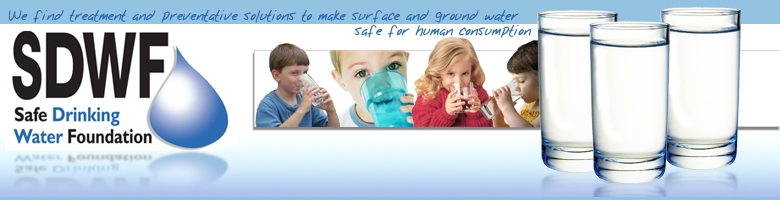 We find treatment and preventative solutions to make surface and ground water
safe for human consumption
SDWF
Safe Drinking
Water Foundation